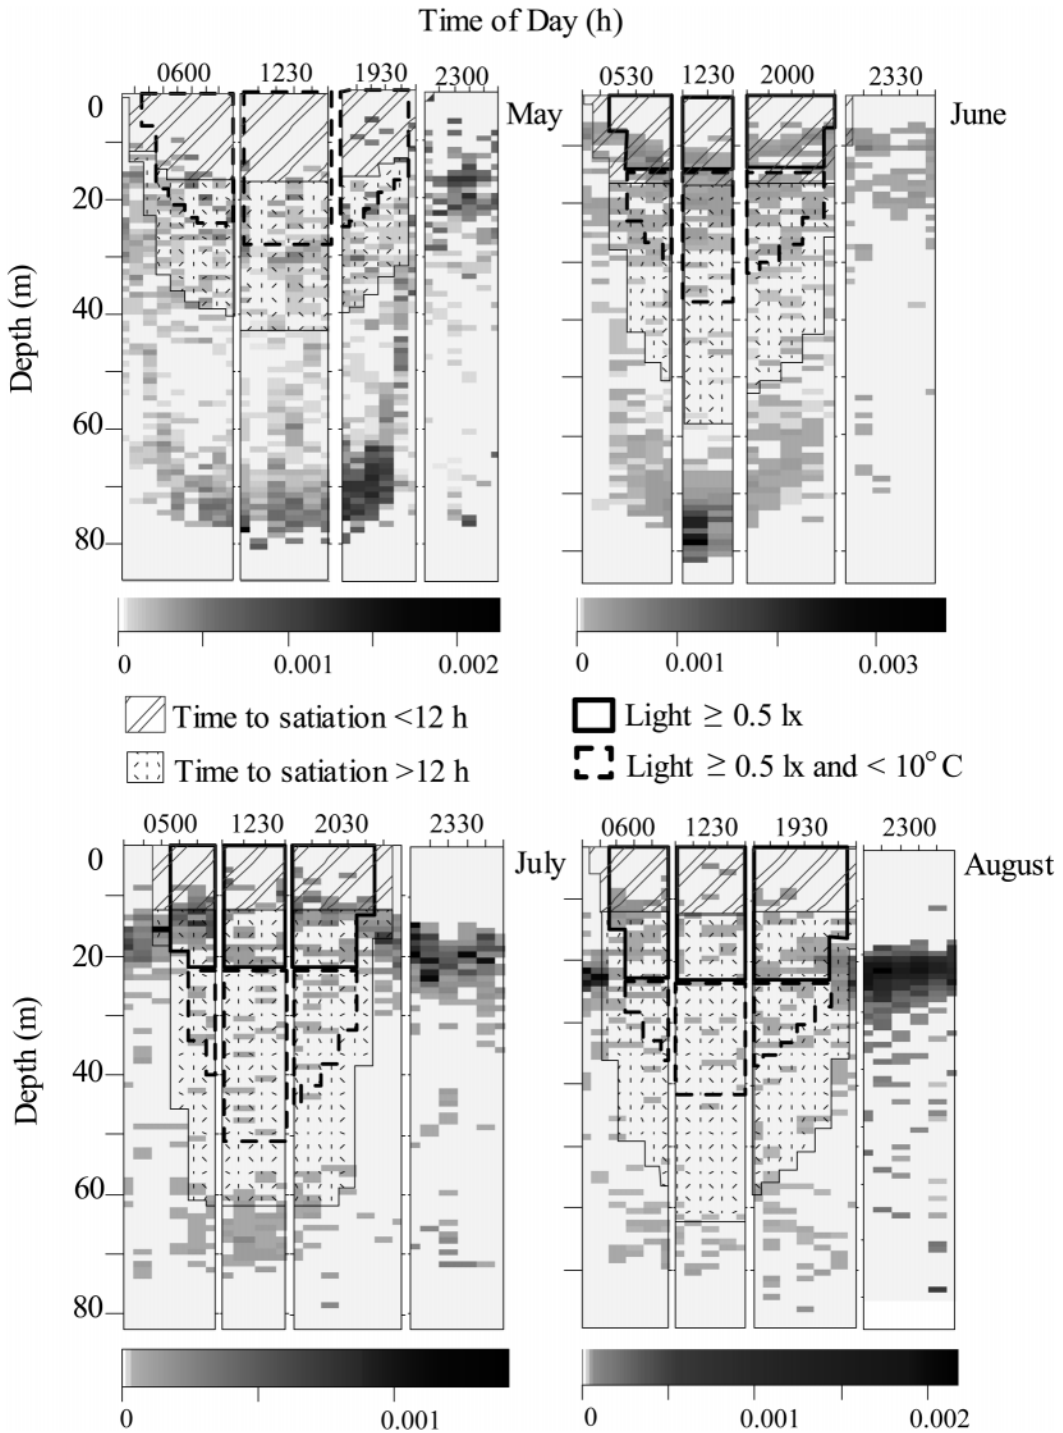 Time of Day (h)
0600 1230 1930 2300
May
0530 1230 2000 2330
June
0
20
40
60
80
Depth (m)
0 0.001 0.002
0 0.001 0.003
Time to satiation <12 h
Time to satiation >12 h
Light ≥ 0.5 lx
Light ≥ 0.5 lx and < 10°C
0500 1230 2030 2330
July
0600 1230 1930 2300
August
0
20
40
60
80
Depth (m)
0 0.001
0 0.001 0.002